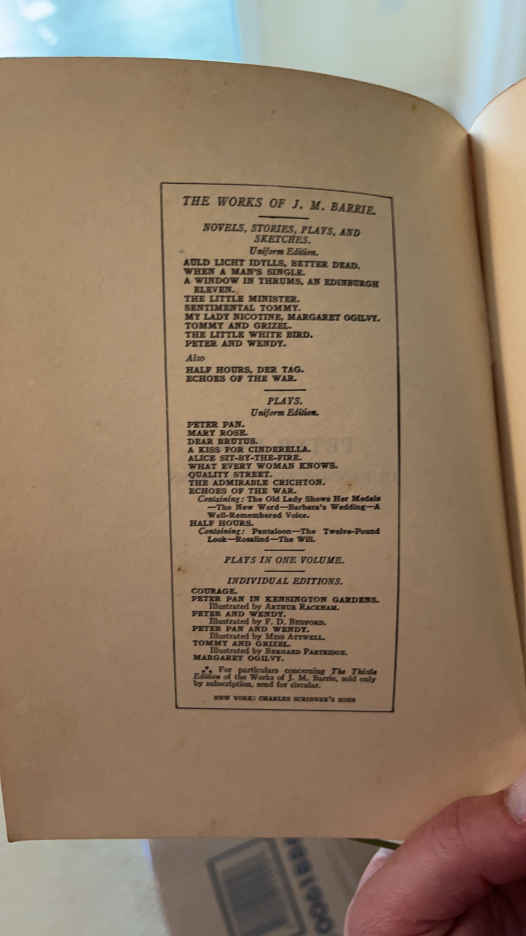 THE WORKS OF J. M. BARRIE.
NOVELS, STORIES, PLAYS, AND
SKETCHES.
Uniform Edition.
AULD LICHT IDYLLS, BETTER DEAD.
WHEN A MAN'S SINGLE.
A WINDOW IN THRUMS, AN EDINBURGH
ELEVEN.
THE LITTLE MINISTER.
SENTIMENTAL TOMMY.
MY LADY NICOTINE, MARGARET OGILVY.
TOMMY AND GRIZEL.
THE LITTLE WHITE BIRD.
PETER AND WENDY.
Also
HALF HOURS, DER TAG.
ECHOES OF THE WAR.
PLAYS.
Uniform Edition.
PETER PAN.
MARY ROSE.
DEAR BRUTUS.
A KISS FOR CINDERELLA.
ALICE SIT-BY-THE-FIRE.
WHAT EVERY WOMAN KNOWS.
QUALITY STREET.
THE ADMIRABLE CRICHTON.
ECHOES OF THE WAR.
Containing: The Old Lady Shows Her Medals
—The New Word—Barbara's Wedding—A
Well-Remembered Voice.
HALF HOURS.
Containing: Pantaloon—The Twelve-Pound
Look—Rosalind—The Will.
PLAYS IN ONE VOLUME.
INDIVIDUAL EDITIONS.
COURAGE.
PETER PAN IN KENSINGTON GARDENS.
Illustrated by ARTHUR RACKHAM.
PETER AND WENDY.
Illustrated by F. D. BEDFORD.
PETER PAN AND WENDY.
Illustrated by MISS ATTWELL.
TOMMY AND GRIZEL.
Illustrated by BERNARD PARTRIDGE.
MARGARET OGILVY.
⁂ For particulars concerning The Thistle
Edition of the Works of J. M. Barrie, sold only
by subscription, send for circular.
NEW YORK: CHARLES SCRIBNER'S SONS